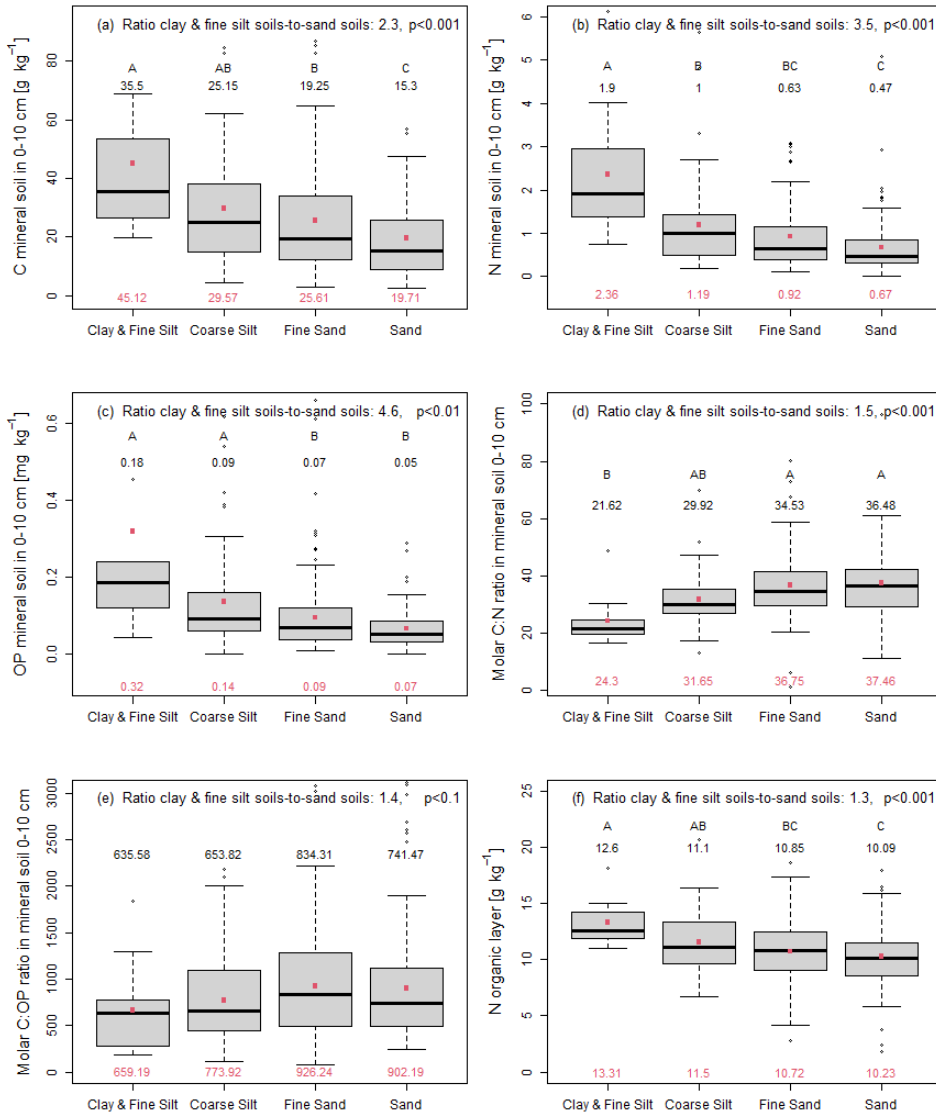 (a) Ratio clay & fine silt soils-to-sand soils: 2.3, p<0.001
C mineral soil in 0-10 cm [g kg⁻¹]
80
60
40
20
0
A AB B C
35.5 25.15 19.25 15.3
45.12 29.57 25.61 19.71
Clay & Fine Silt Coarse Silt Fine Sand Sand
(b) Ratio clay & fine silt soils-to-sand soils: 3.5, p<0.001
N mineral soil in 0-10 cm [g kg⁻¹]
6
5
4
3
2
1
0
A B BC C
1.9 1 0.63 0.47
2.36 1.19 0.92 0.67
Clay & Fine Silt Coarse Silt Fine Sand Sand
(c) Ratio clay & fine silt soils-to-sand soils: 4.6, p<0.01
OP mineral soil in 0-10 cm [mg kg⁻¹]
0.6
0.4
0.2
0.0
A A B B
0.18 0.09 0.07 0.05
0.32 0.14 0.09 0.07
Clay & Fine Silt Coarse Silt Fine Sand Sand
(d) Ratio clay & fine silt soils-to-sand soils: 1.5, p<0.001
Molar C:N ratio in mineral soil 0-10 cm
100
80
60
40
20
0
B AB A A
21.62 29.92 34.53 36.48
24.3 31.65 36.75 37.46
Clay & Fine Silt Coarse Silt Fine Sand Sand
(e) Ratio clay & fine silt soils-to-sand soils: 1.4, p<0.1
Molar C:OP ratio in mineral soil 0-10 cm
3000
2500
2000
1500
1000
500
0
635.58 653.82 834.31 741.47
659.19 773.92 926.24 902.19
Clay & Fine Silt Coarse Silt Fine Sand Sand
(f) Ratio clay & fine silt soils-to-sand soils: 1.3, p<0.001
N organic layer [g kg⁻¹]
25
20
15
10
5
0
A AB BC C
12.6 11.1 10.85 10.09
13.31 11.5 10.72 10.23
Clay & Fine Silt Coarse Silt Fine Sand Sand